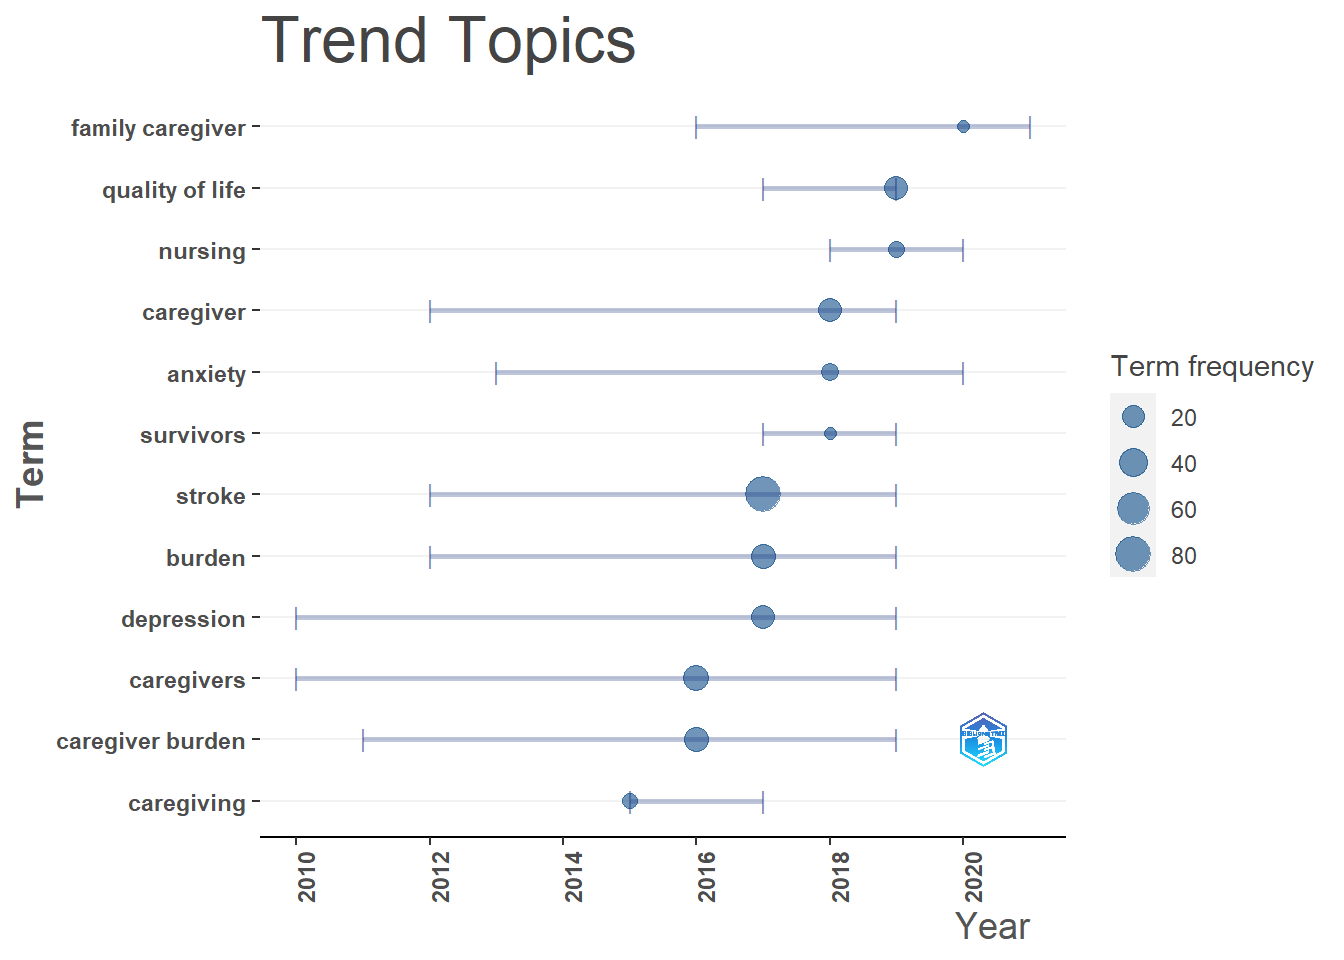 Trend Topics
Term
family caregiver
quality of life
nursing
caregiver
anxiety
survivors
stroke
burden
depression
caregivers
caregiver burden
caregiving
2010
2012
2014
2016
2018
2020
Year
Term frequency
20
40
60
80
BIBLIOMETRIX